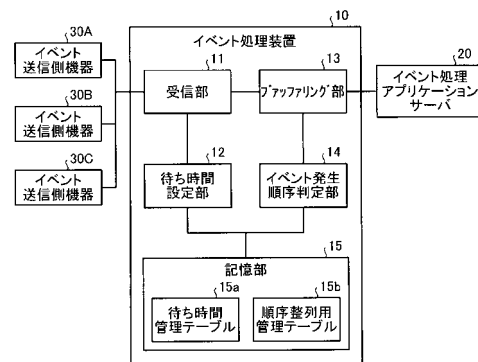 10
イベント処理装置
30A
イベント
送信側機器
30B
イベント
送信側機器
30C
イベント
送信側機器
11
受信部
13
ブァッファリング部
20
イベント処理
アプリケーション
サーバ
12
待ち時間
設定部
14
イベント発生
順序判定部
15
記憶部
15a
待ち時間
管理テーブル
15b
順序整列用
管理テーブル